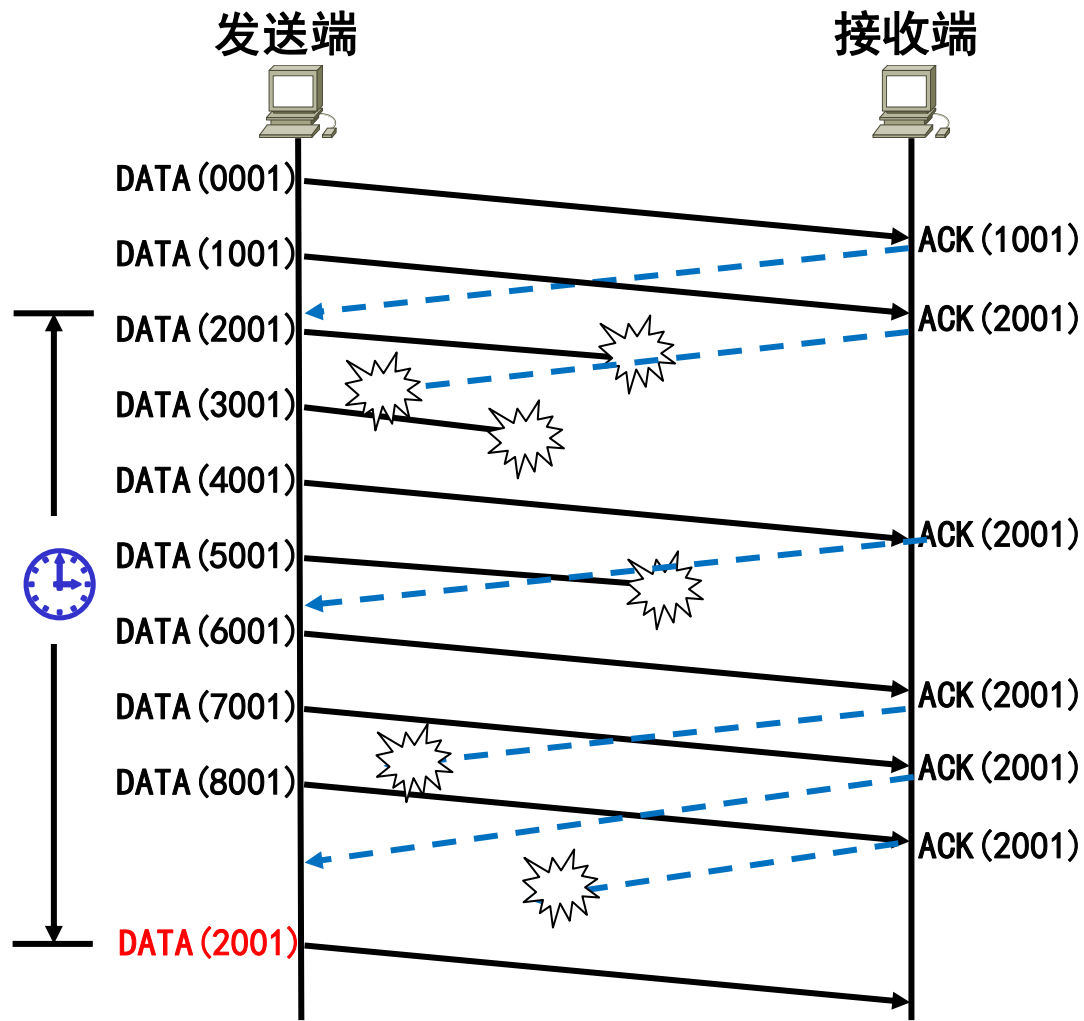 发送端 接收端
DATA(0001)
ACK(1001)
DATA(1001)
ACK(2001)
DATA(2001)
DATA(3001)
DATA(4001)
ACK(2001)
DATA(5001)
DATA(6001)
ACK(2001)
DATA(7001)
ACK(2001)
DATA(8001)
ACK(2001)
DATA(2001)